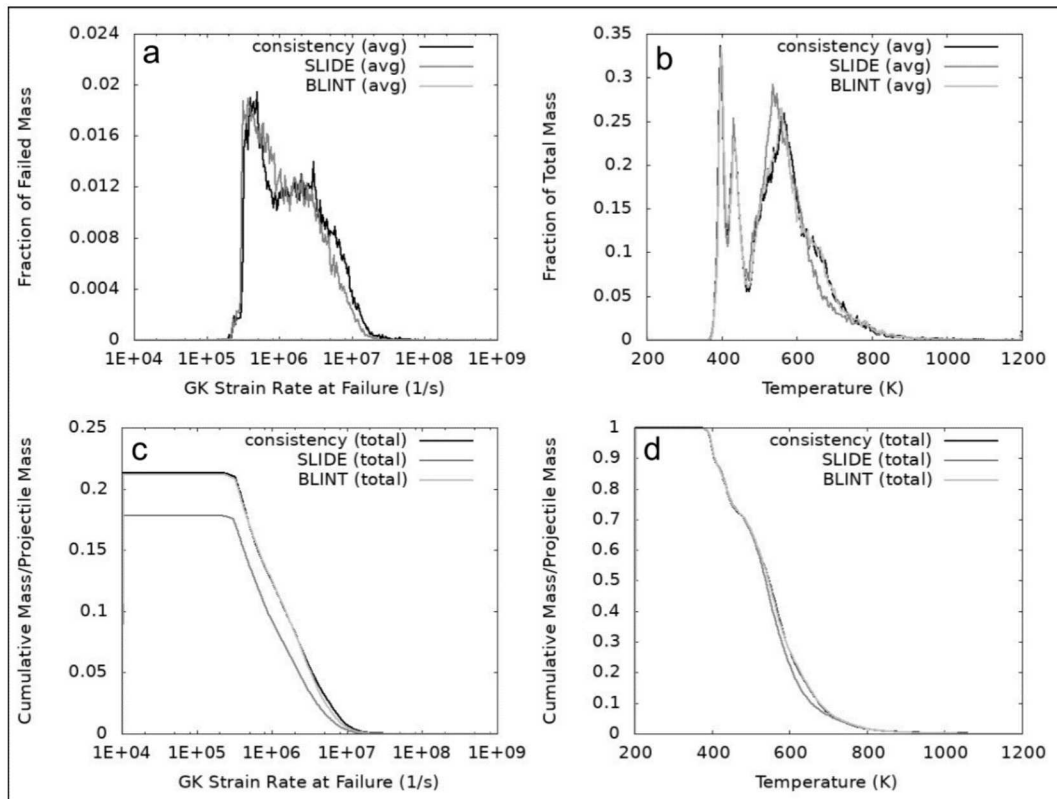 a
consistency (avg)
SLIDE (avg)
BLINT (avg)
Fraction of Failed Mass
0.024
0.02
0.016
0.012
0.008
0.004
0
1E+04 1E+05 1E+06 1E+07 1E+08 1E+09
GK Strain Rate at Failure (1/s)
b
consistency (avg)
SLIDE (avg)
BLINT (avg)
Fraction of Total Mass
0.35
0.3
0.25
0.2
0.15
0.1
0.05
0
200 400 600 800 1000 1200
Temperature (K)
c
consistency (total)
SLIDE (total)
BLINT (total)
Cumulative Mass/Projectile Mass
0.25
0.2
0.15
0.1
0.05
0
1E+04 1E+05 1E+06 1E+07 1E+08 1E+09
GK Strain Rate at Failure (1/s)
d
consistency (total)
SLIDE (total)
BLINT (total)
Cumulative Mass/Projectile Mass
1
0.9
0.8
0.7
0.6
0.5
0.4
0.3
0.2
0.1
0
200 400 600 800 1000 1200
Temperature (K)